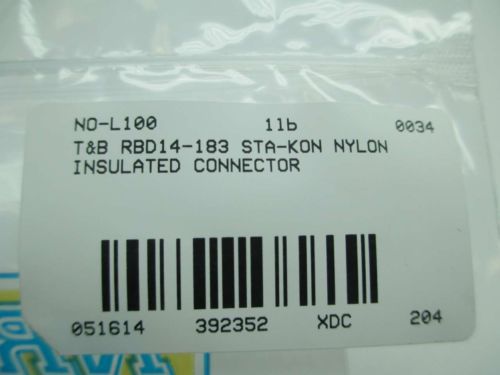 NO-L100 1lb 0034
T&B RBD14-183 STA-KON NYLON
INSULATED CONNECTOR
051614 392352 XDC 204